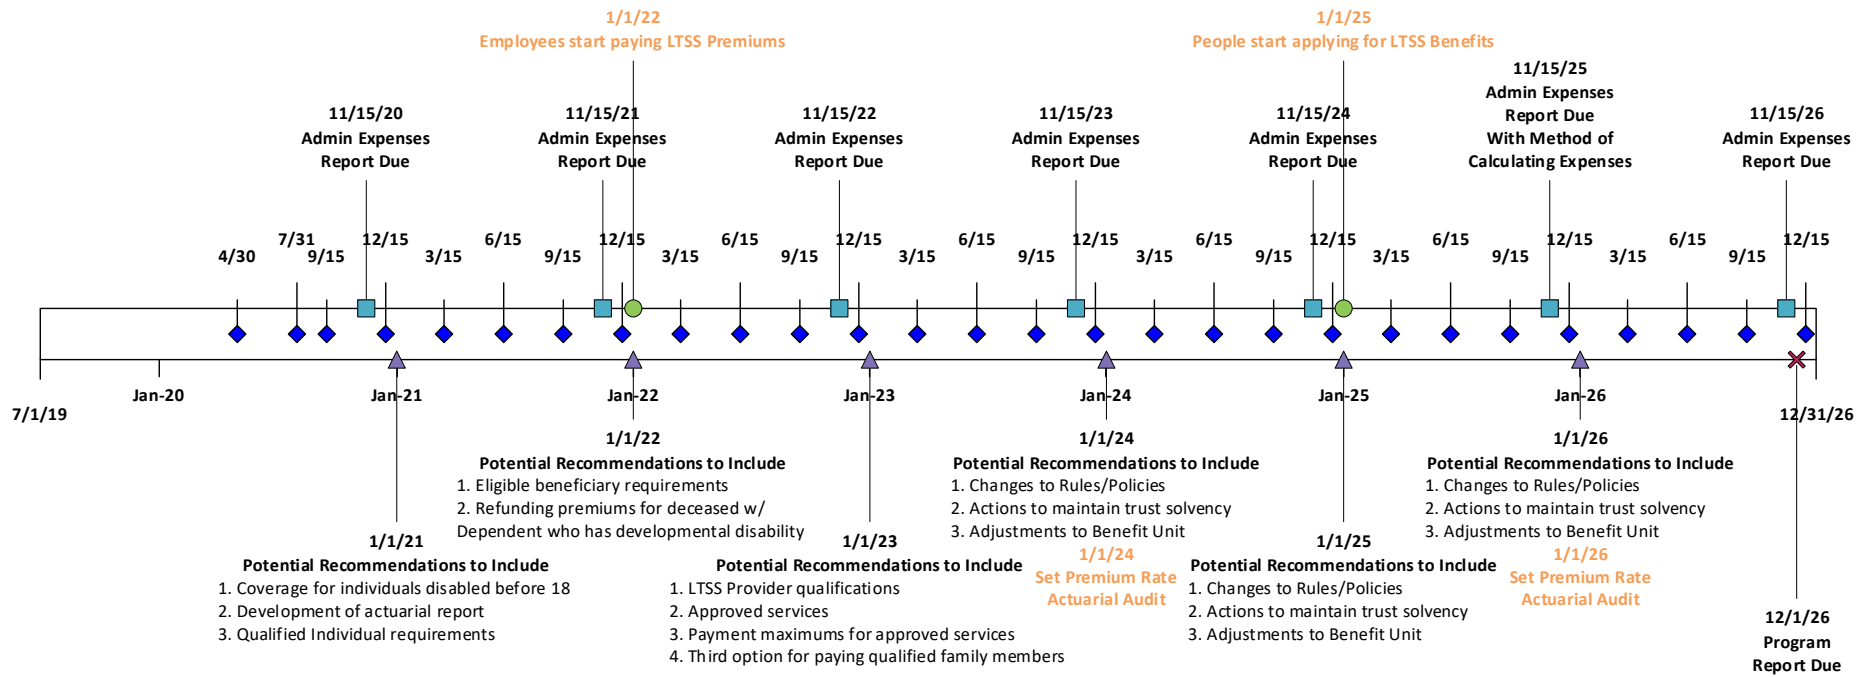 1/1/22
Employees start paying LTSS Premiums
1/1/25
People start applying for LTSS Benefits
11/15/20
Admin Expenses
Report Due
11/15/21
Admin Expenses
Report Due
11/15/22
Admin Expenses
Report Due
11/15/23
Admin Expenses
Report Due
11/15/24
Admin Expenses
Report Due
11/15/25
Admin Expenses
Report Due
With Method of
Calculating Expenses
11/15/26
Admin Expenses
Report Due
4/30
7/31
9/15
12/15
3/15
6/15
9/15
12/15
3/15
6/15
9/15
12/15
3/15
6/15
9/15
12/15
3/15
6/15
9/15
12/15
3/15
6/15
9/15
12/15
3/15
6/15
9/15
12/15
7/1/19
Jan-20
Jan-21
Jan-22
Jan-23
Jan-24
Jan-25
Jan-26
12/31/26
1/1/22
Potential Recommendations to Include
1. Eligible beneficiary requirements
2. Refunding premiums for deceased w/
Dependent who has developmental disability
1/1/24
Potential Recommendations to Include
1. Changes to Rules/Policies
2. Actions to maintain trust solvency
3. Adjustments to Benefit Unit
1/1/24
Set Premium Rate
Actuarial Audit
1/1/26
Potential Recommendations to Include
1. Changes to Rules/Policies
2. Actions to maintain trust solvency
3. Adjustments to Benefit Unit
1/1/26
Set Premium Rate
Actuarial Audit
1/1/21
Potential Recommendations to Include
1. Coverage for individuals disabled before 18
2. Development of actuarial report
3. Qualified Individual requirements
1/1/23
Potential Recommendations to Include
1. LTSS Provider qualifications
2. Approved services
3. Payment maximums for approved services
4. Third option for paying qualified family members
1/1/25
Potential Recommendations to Include
1. Changes to Rules/Policies
2. Actions to maintain trust solvency
3. Adjustments to Benefit Unit
12/1/26
Program
Report Due